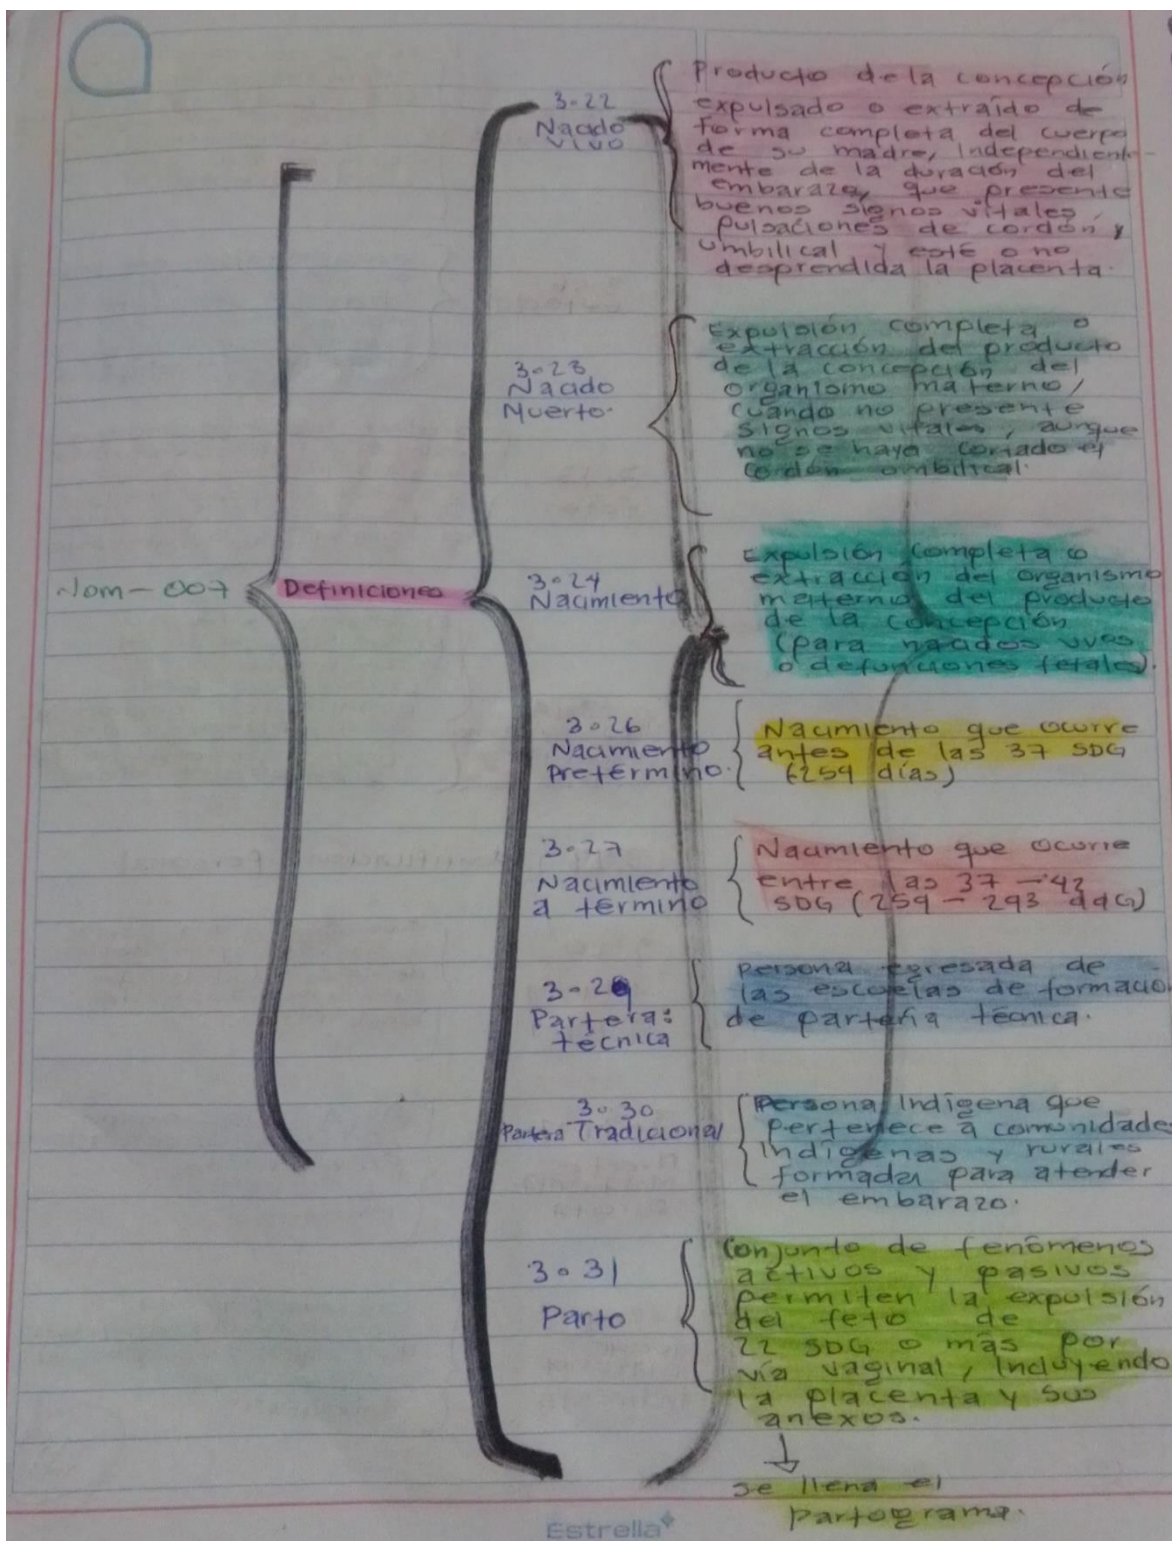 Nom-007
Definiciones
3.22
Nacido
vivo
Producto de la concepción
expulsado o extraído de
forma completa del cuerpo
de su madre, independiente-
mente de la duración del
embarazo, que presente
buenos signos vitales,
pulsaciones de cordón y
umbilical y esté o no
desprendida la placenta.
3.23
Nacido
Muerto.
Expulsión completa o
extracción del producto
de la concepción del
organismo materno,
cuando no presente
signos vitales, aunque
no se haya cortado el
cordón umbilical.
3.24
Nacimiento
Expulsión completa o
extracción del organismo
materno del producto
de la concepción
(para nacidos vivos
o defunciones fetales).
3.26
Nacimiento
pretérmino.
Nacimiento que ocurre
antes de las 37 SDG
(259 días)
3.27
Nacimiento
a término
Nacimiento que ocurre
entre las 37 - 42
SDG (259 - 293 ddG)
3.29
Partera:
técnica
Persona egresada de
las escuelas de formació
de partería técnica.
3.30
Partera Tradicional
Persona Indígena que
pertenece a comunidades
indígenas y rurales
formada para atender
el embarazo.
3.31
Parto
Conjunto de fenómenos
activos y pasivos
permiten la expulsión
del feto de
22 SDG o más por
vía vaginal, incluyendo
la placenta y sus
anexos.
↓
se llena el
partograma.
Estrella